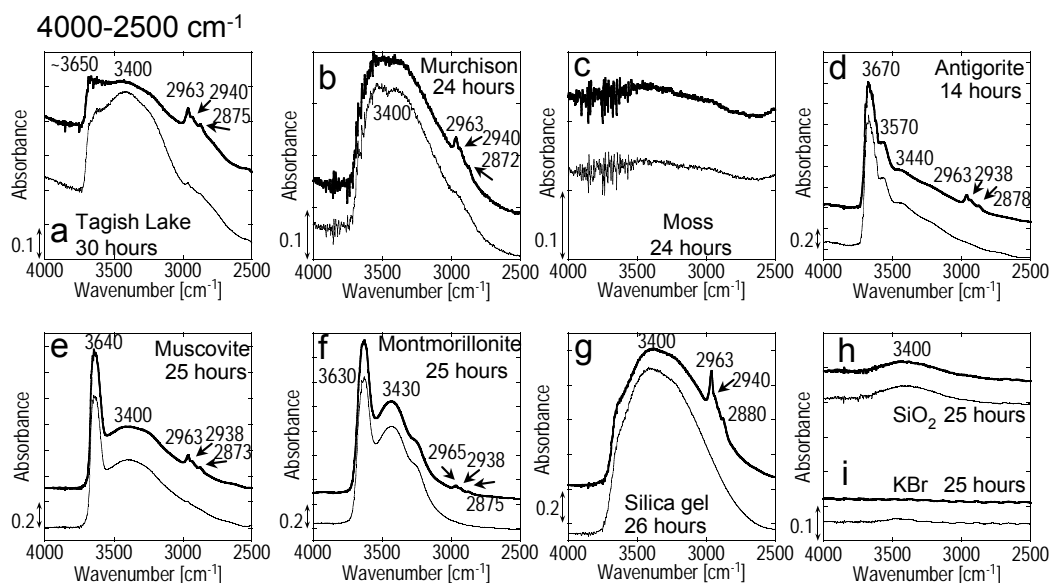 4000-2500 cm-1
~3650
3400
2963
2940
2875
Absorbance
0.1
a
Tagish Lake
30 hours
4000 3500 3000 2500
Wavenumber [cm-1]
b
Murchison
24 hours
3400
2963
2940
2872
Absorbance
0.1
4000 3500 3000 2500
Wavenumber [cm-1]
c
Absorbance
0.1
Moss
24 hours
4000 3500 3000 2500
Wavenumber [cm-1]
d
3670
Antigorite
14 hours
3570
3440
2963
2938
2878
Absorbance
0.2
4000 3500 3000 2500
Wavenumber [cm-1]
e
3640
Muscovite
25 hours
3400
2963
2938
2873
Absorbance
0.2
4000 3500 3000 2500
Wavenumber [cm-1]
f
Montmorillonite
25 hours
3630
3430
2965
2938
2875
Absorbance
0.2
4000 3500 3000 2500
Wavenumber [cm-1]
g
3400
2963
2940
2880
Absorbance
0.2
Silica gel
26 hours
4000 3500 3000 2500
Wavenumber [cm-1]
h
3400
SiO2 25 hours
i
KBr 25 hours
Absorbance
0.1
4000 3500 3000 2500
Wavenumber [cm-1]